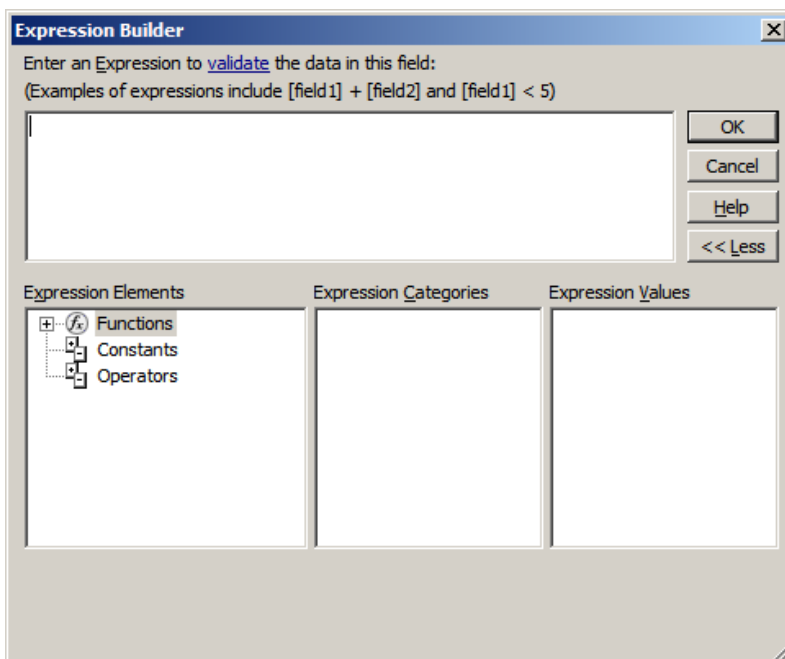 Expression Builder
Enter an Expression to validate the data in this field:
(Examples of expressions include [field1] + [field2] and [field1] < 5)
OK
Cancel
Help
<< Less
Expression Elements
Expression Categories
Expression Values
fx Functions
Constants
Operators